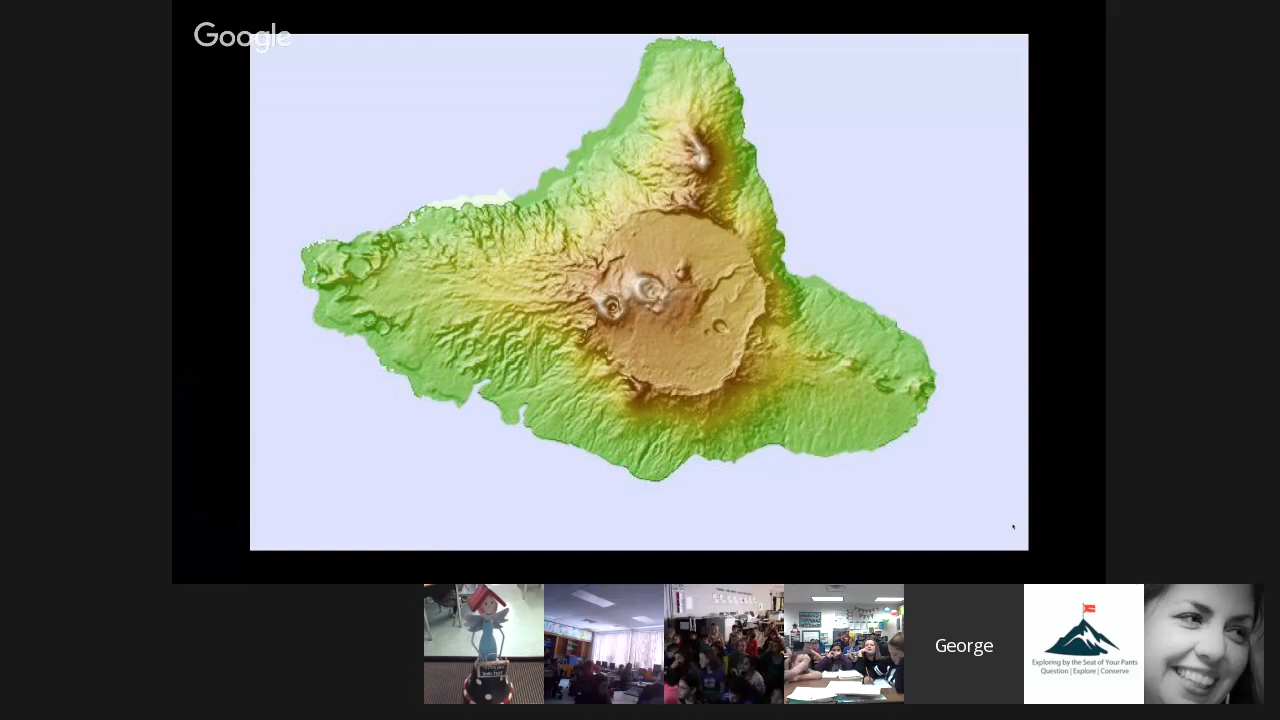 Google
George
Exploring by the Seat of Your Pants
Question | Explore | Conserve